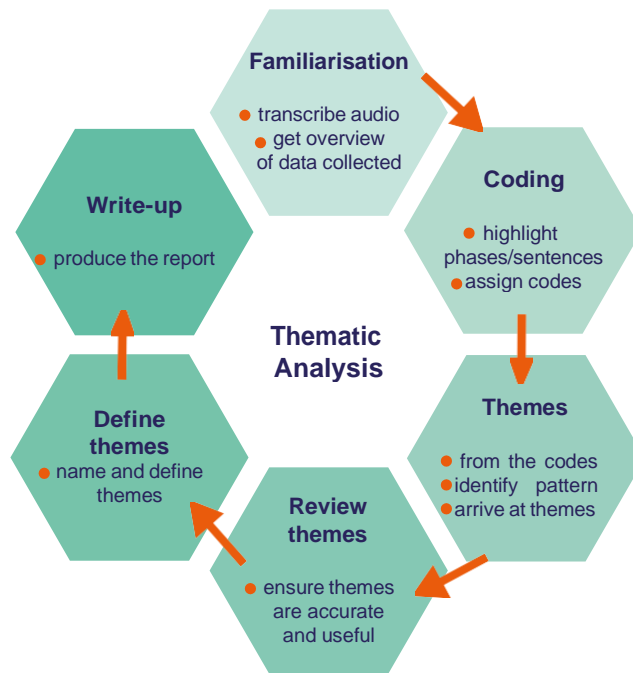 Familiarisation
transcribe audio
get overview
of data collected
Coding
highlight
phases/sentences
assign codes
Themes
from the codes
identify pattern
arrive at themes
Review
themes
ensure themes
are accurate
and useful
Define
themes
name and define
themes
Write-up
produce the report
Thematic
Analysis